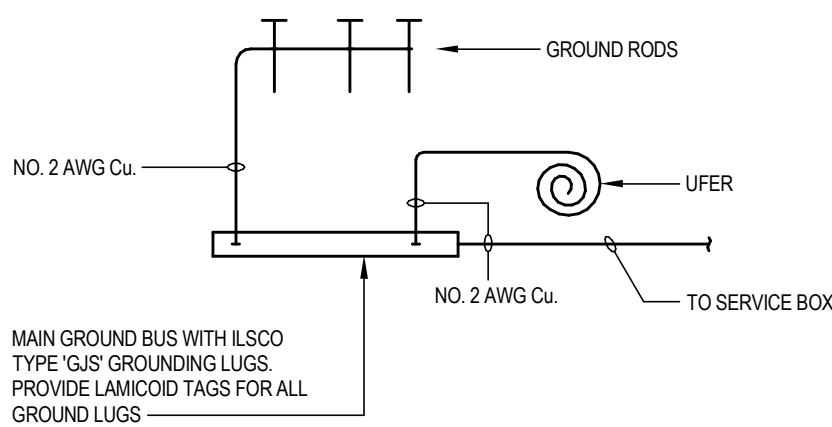 GROUND RODS
NO. 2 AWG Cu.
UFER
NO. 2 AWG Cu.
TO SERVICE BOX
MAIN GROUND BUS WITH ILSCO
TYPE 'GJS' GROUNDING LUGS.
PROVIDE LAMICOID TAGS FOR ALL
GROUND LUGS